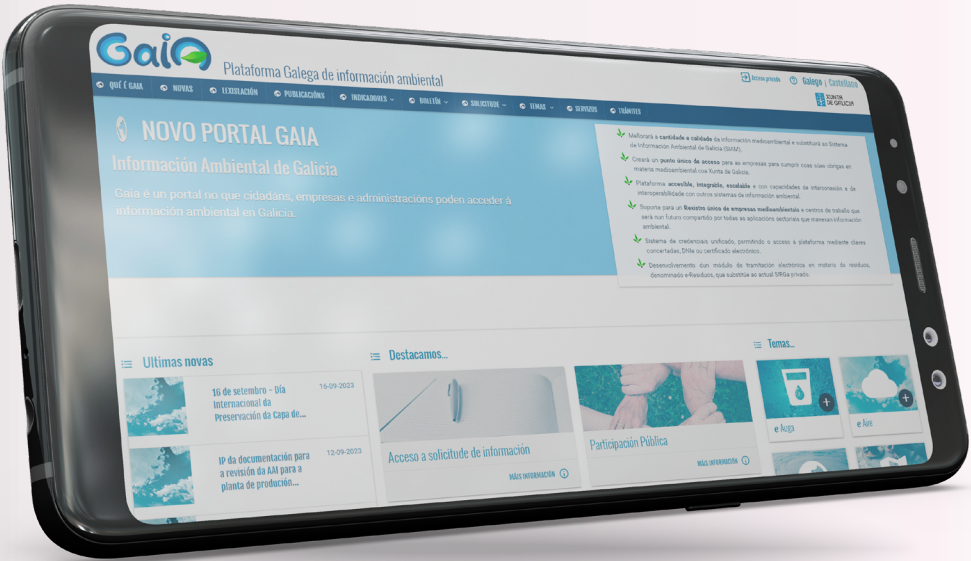 Gaia
Plataforma Galega de información ambiental
Acceso privado
Galego | Castellano
XUNTA
DE GALICIA
QUÉ É GAIA
NOVAS
LEXISLACIÓN
PUBLICACIÓNS
INDICADORES
BOLETÍN
SOLICITUDE
TEMAS
SERVIZOS
TRÁMITES
NOVO PORTAL GAIA
Información Ambiental de Galicia
Gaia é un portal no que cidadáns, empresas e administracións poden acceder á
información ambiental en Galicia.
Mellorará a cantidade e calidade da información medioambiental e substituirá ao Sistema
de Información Ambiental de Galicia (SIAM).
Creará un punto único de acceso para as empresas para cumprir coas súas obrigas en
materia medioambiental coa Xunta de Galicia.
Plataforma accesible, integrable, escalable e con capacidades de interconexión e de
interoperabilidade con outros sistemas de información ambiental.
Soporte para un Rexistro único de empresas medioambientais e centros de traballo que
será nun futuro compartido por todas as aplicacións sectoriais que manexan información
ambiental.
Sistema de credenciais unificado, permitindo o acceso a plataforma mediante claves
concertadas, DNIe ou certificado electrónico.
Desenvolvemento dun módulo de tramitación electrónica en materia de residuos,
denominado e-Residuos, que substitúa ao actual SIRGa privado.
Ultimas novas
16 de setembro - Día
Internacional da
Preservación da Capa de...
16-09-2023
IP da documentación para
a revisión da AAI para a
planta de produción...
12-09-2023
Destacamos...
Acceso a solicitude de información
MÁIS INFORMACIÓN
Participación Pública
MÁIS INFORMACIÓN
Temas...
e Auga
e Aire